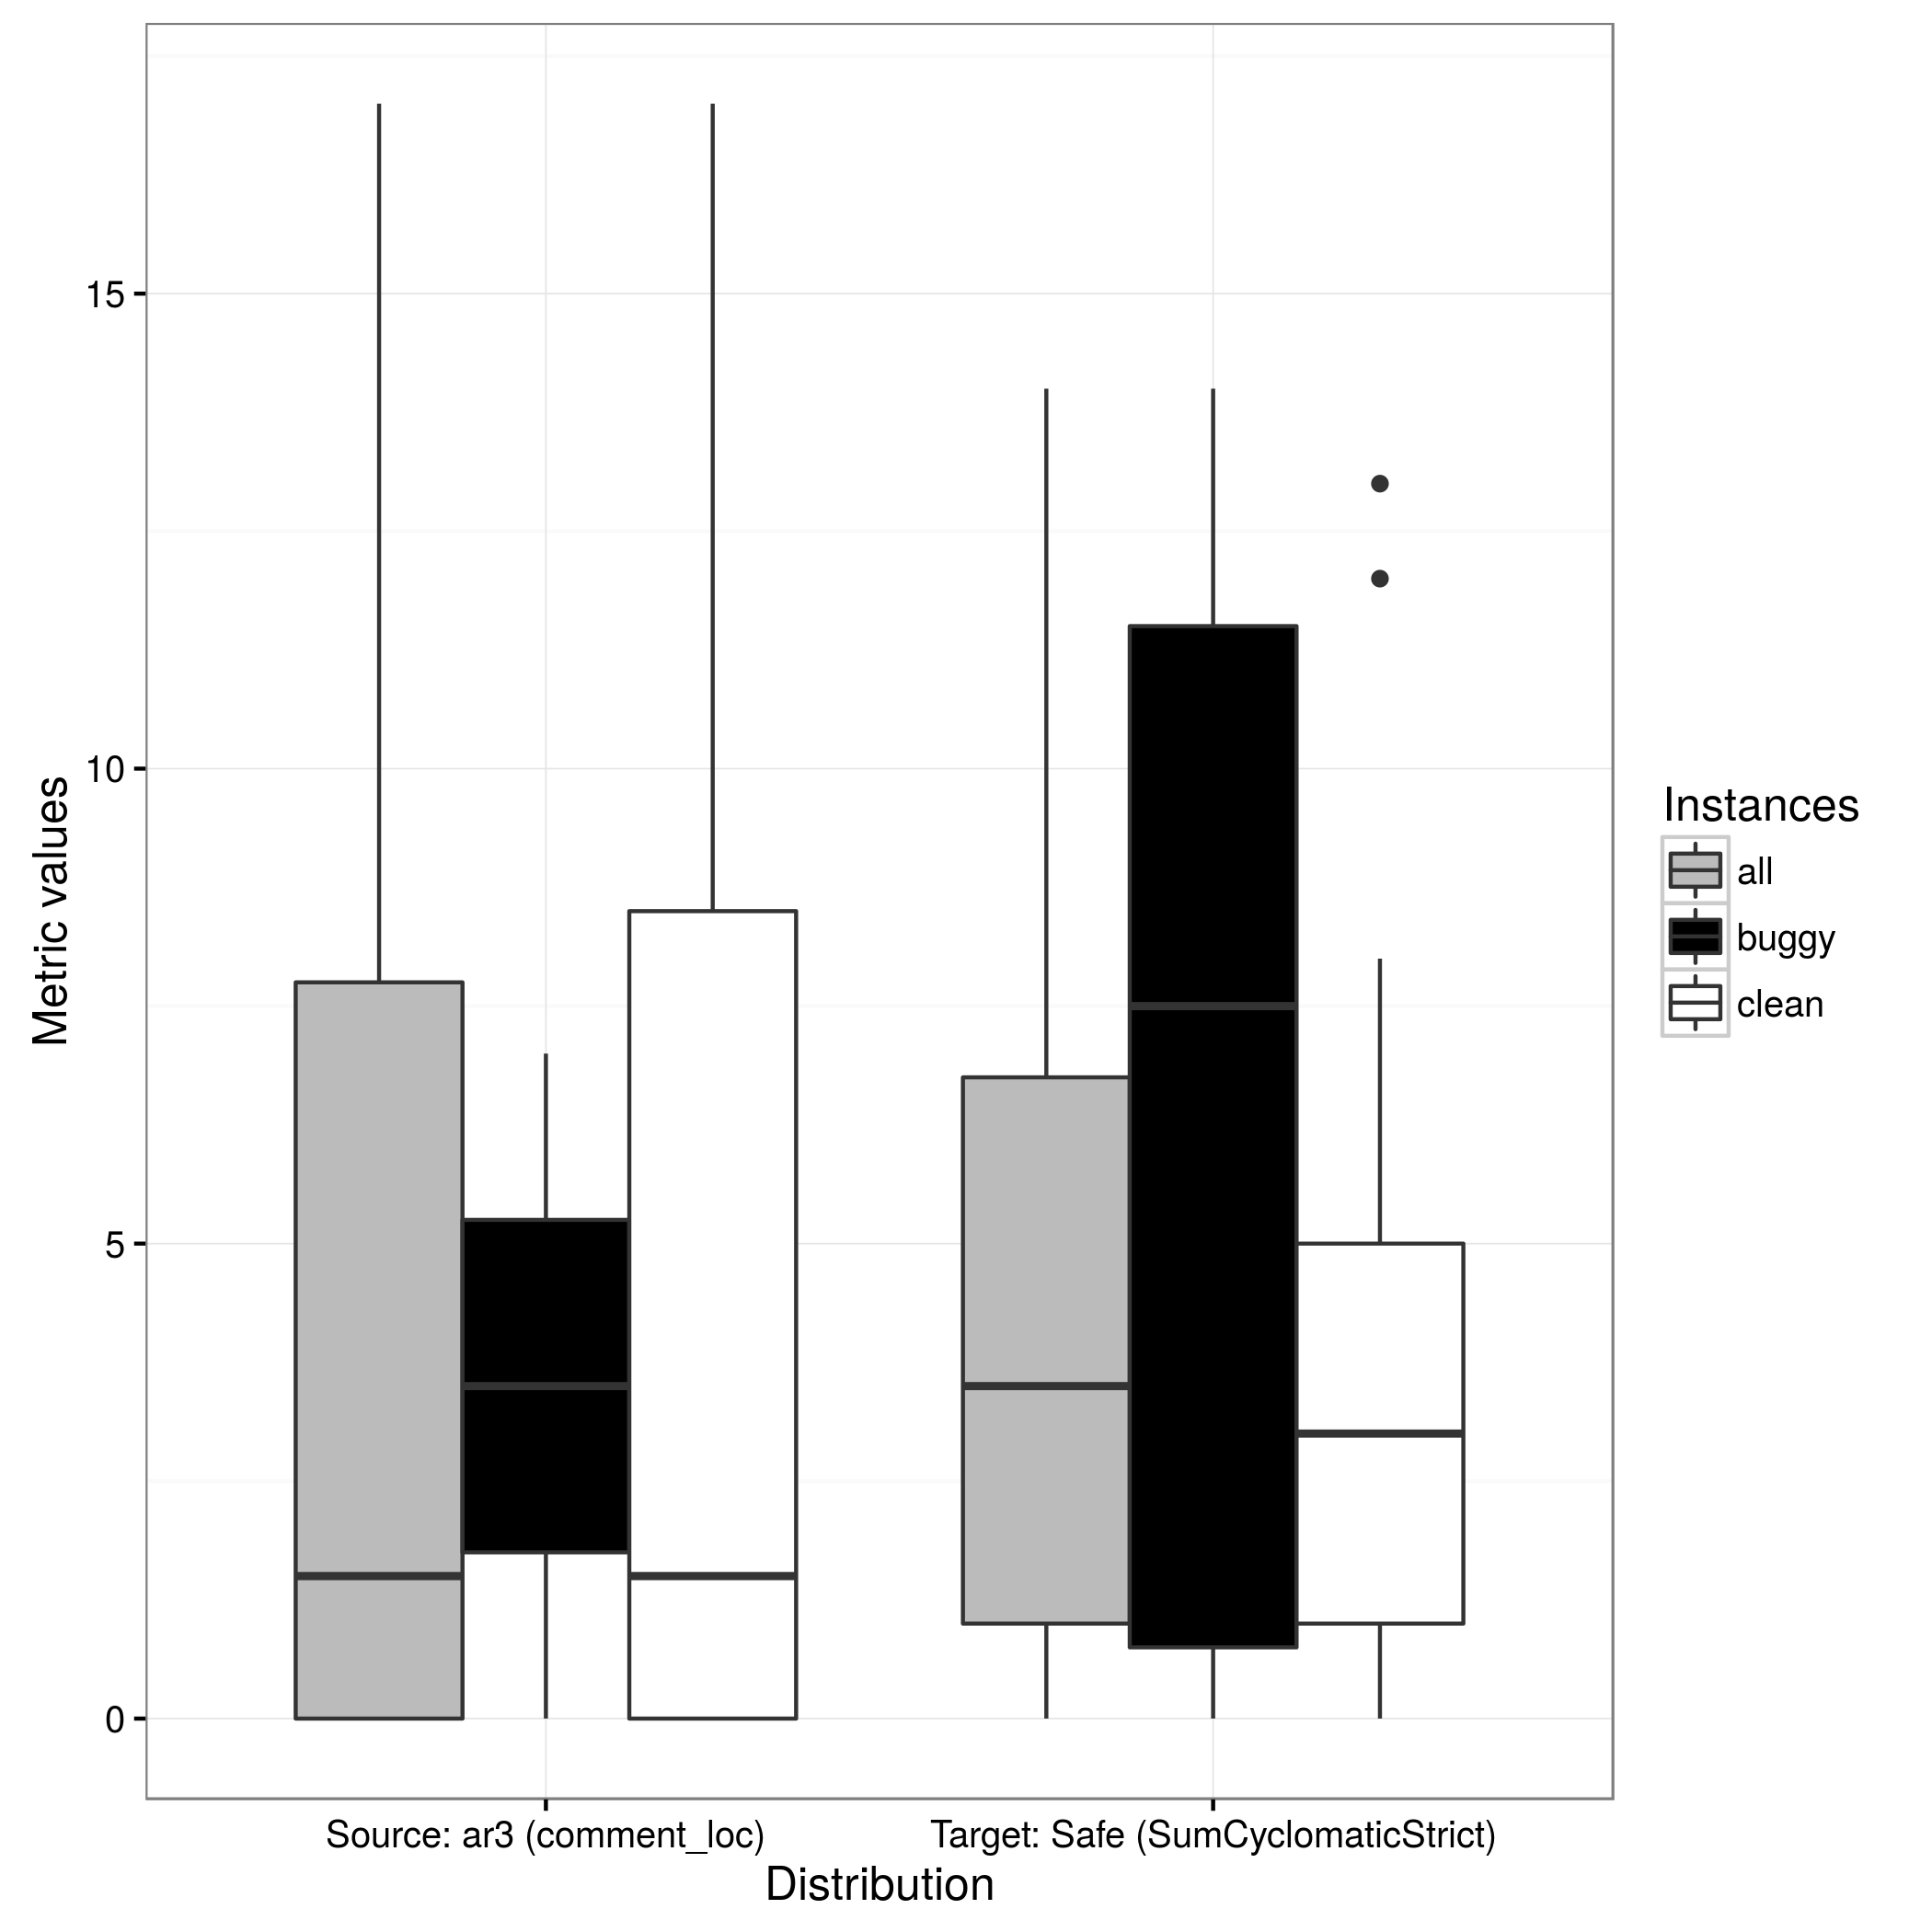 Metric values
15
10
5
0
Source: ar3 (comment_loc)
Target: Safe (SumCyclomaticStrict)
Distribution
Instances
all
buggy
clean